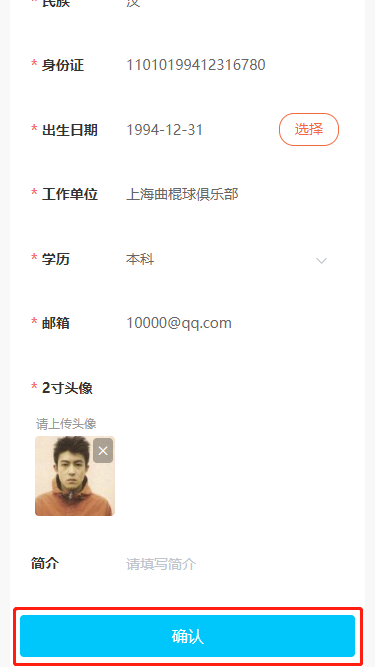 * 民族 汉
* 身份证 11010199412316780
* 出生日期 1994-12-31 选择
* 工作单位 上海曲棍球俱乐部
* 学历 本科
* 邮箱 10000@qq.com
* 2寸头像
请上传头像
简介 请填写简介
确认